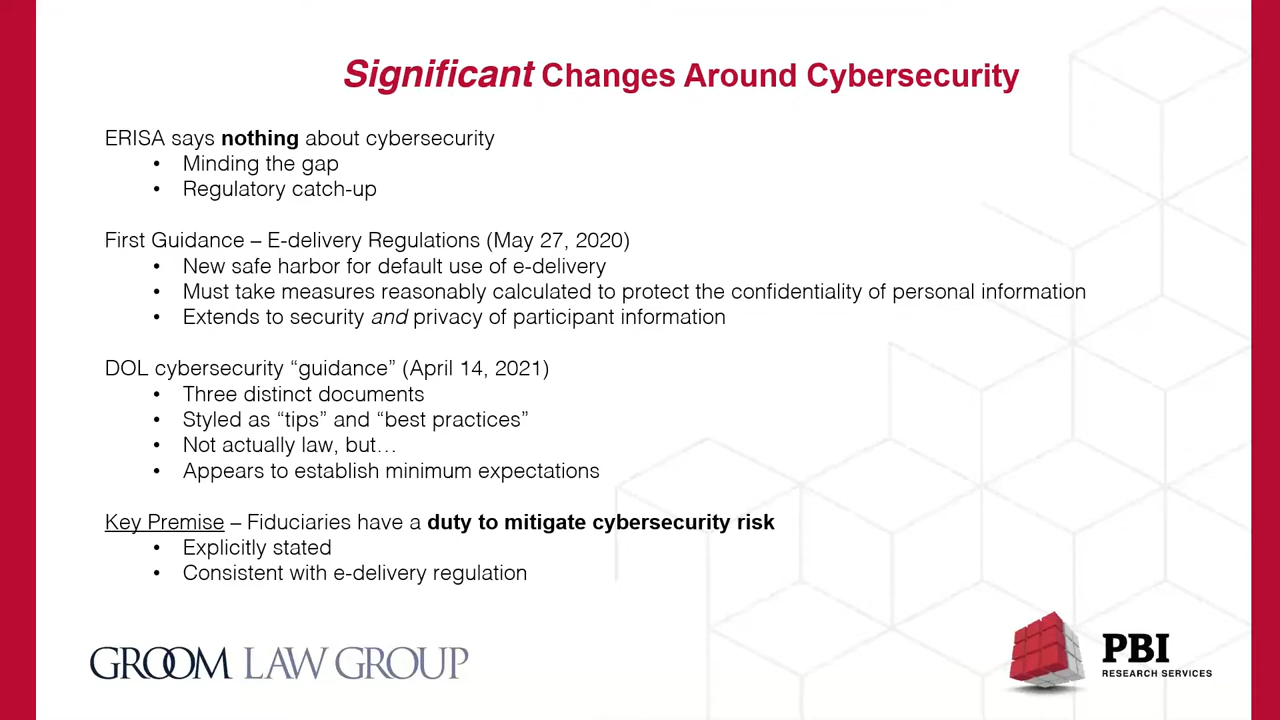 Significant Changes Around Cybersecurity
ERISA says nothing about cybersecurity
• Minding the gap
• Regulatory catch-up
First Guidance – E-delivery Regulations (May 27, 2020)
• New safe harbor for default use of e-delivery
• Must take measures reasonably calculated to protect the confidentiality of personal information
• Extends to security and privacy of participant information
DOL cybersecurity “guidance” (April 14, 2021)
• Three distinct documents
• Styled as “tips” and “best practices”
• Not actually law, but…
• Appears to establish minimum expectations
Key Premise – Fiduciaries have a duty to mitigate cybersecurity risk
• Explicitly stated
• Consistent with e-delivery regulation
GROOM LAW GROUP
PBI
RESEARCH SERVICES